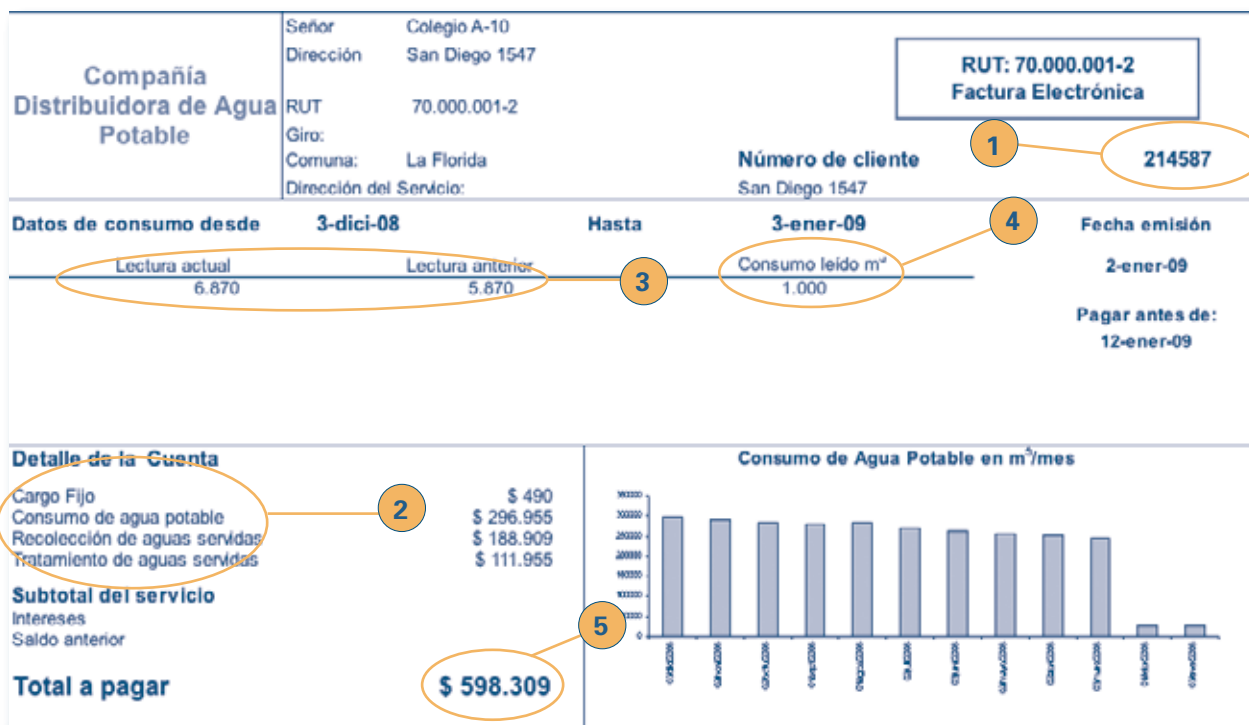 Compañía
Distribuidora de Agua
Potable
Señor Colegio A-10
Dirección San Diego 1547
RUT 70.000.001-2
Giro:
Comuna: La Florida
Dirección del Servicio:
RUT: 70.000.001-2
Factura Electrónica
1
Número de cliente 214587
San Diego 1547
Datos de consumo desde 3-dici-08 Hasta 3-ener-09
4
Fecha emisión
Lectura actual Lectura anterior Consumo leído m³
2-ener-09
6.870 5.870 1.000
3
Pagar antes de:
12-ener-09
Detalle de la Cuenta
Cargo Fijo $ 490
Consumo de agua potable $ 296.955
Recolección de aguas servidas $ 188.909
Tratamiento de aguas servidas $ 111.955
2
Subtotal del servicio
Intereses
Saldo anterior
5
Total a pagar $ 598.309
Consumo de Agua Potable en m³/mes
300000
100000
0